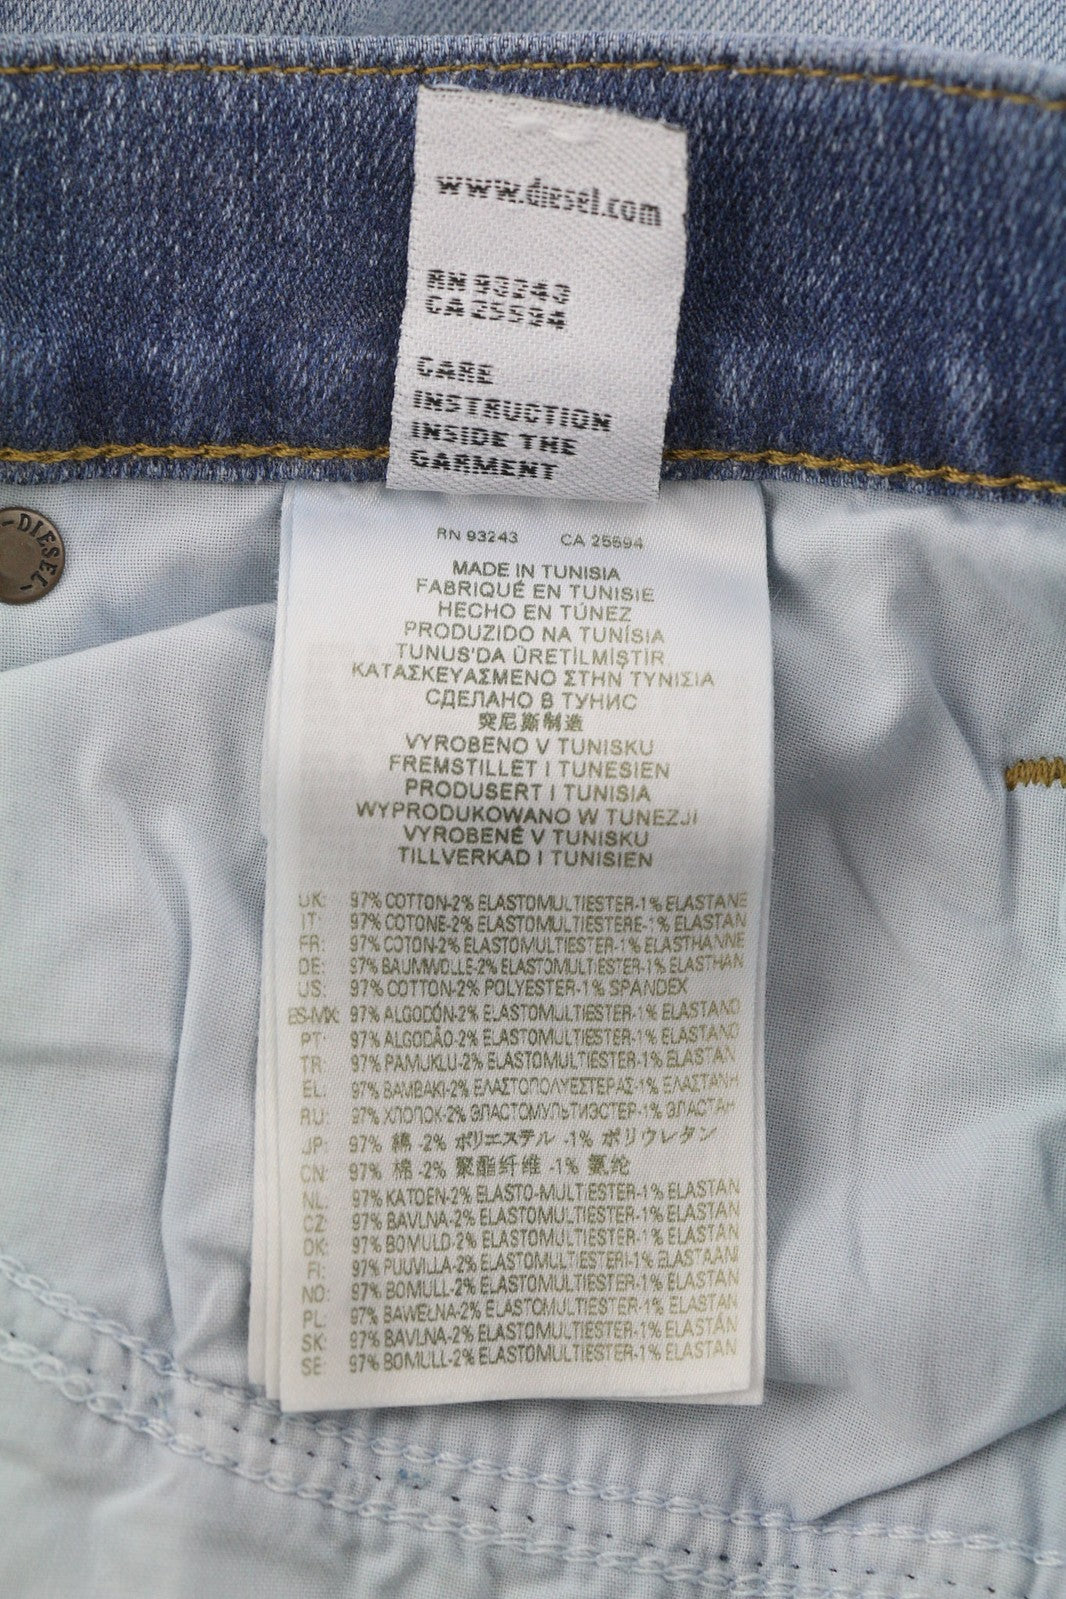 www.diesel.com
RN 93243
CA 25594
CARE
INSTRUCTION
INSIDE THE
GARMENT
-DIESEL-
RN 93243 CA 25594
MADE IN TUNISIA
FABRIQUÉ EN TUNISIE
HECHO EN TÚNEZ
PRODUZIDO NA TUNÍSIA
TUNUS'DA ÜRETİLMİŞTİR
ΚΑΤΑΣΚΕΥΑΣΜΕΝΟ ΣΤΗΝ ΤΥΝΙΣΙΑ
СДЕЛАНО В ТУНИС
突尼斯制造
VYROBENO V TUNISKU
FREMSTILLET I TUNESIEN
PRODUSERT I TUNISIA
WYPRODUKOWANO W TUNEZJI
VYROBENÉ V TUNISKU
TILLVERKAD I TUNISIEN
UK: 97% COTTON-2% ELASTOMULTIESTER-1% ELASTANE
IT: 97% COTONE-2% ELASTOMULTIESTERE-1% ELASTAN
FR: 97% COTON-2% ELASTOMULTIESTER-1% ELASTHANNE
DE: 97% BAUMWOLLE-2% ELASTOMULTIESTER-1% ELASTHAN
US: 97% COTTON-2% POLYESTER-1% SPANDEX
ES-MX: 97% ALGODÓN-2% ELASTOMULTIESTER-1% ELASTANO
PT: 97% ALGODÃO-2% ELASTOMULTIESTER-1% ELASTANO
TR: 97% PAMUKLU-2% ELASTOMULTIESTER-1% ELASTAN
EL: 97% ΒΑΜΒΑΚΙ-2% ΕΛΑΣΤΟΠΟΛΥΕΣΤΕΡΑΣ-1% ΕΛΑΣΤΑΝΗ
RU: 97% ХЛОПОК-2% ЭЛАСТОМУЛЬТИЭСТЕР-1% ЭЛАСТАН
JP: 97% 綿 -2% ポリエステル -1% ポリウレタン
CN: 97% 棉 -2% 聚酯纤维 -1% 氨纶
NL: 97% KATOEN-2% ELASTO-MULTIESTER-1% ELASTAN
CZ: 97% BAVLNA-2% ELASTOMULTIESTER-1% ELASTAN
DK: 97% BOMULD-2% ELASTOMULTIESTER-1% ELASTAN
FI: 97% PUUVILLA-2% ELASTOMULTIESTERI-1% ELASTAANI
NO: 97% BOMULL-2% ELASTOMULTIESTER-1% ELASTAN
PL: 97% BAWEŁNA-2% ELASTOMULTIESTER-1% ELASTAN
SK: 97% BAVLNA-2% ELASTOMULTIESTER-1% ELASTÁN
SE: 97% BOMULL-2% ELASTOMULTIESTER-1% ELASTAN